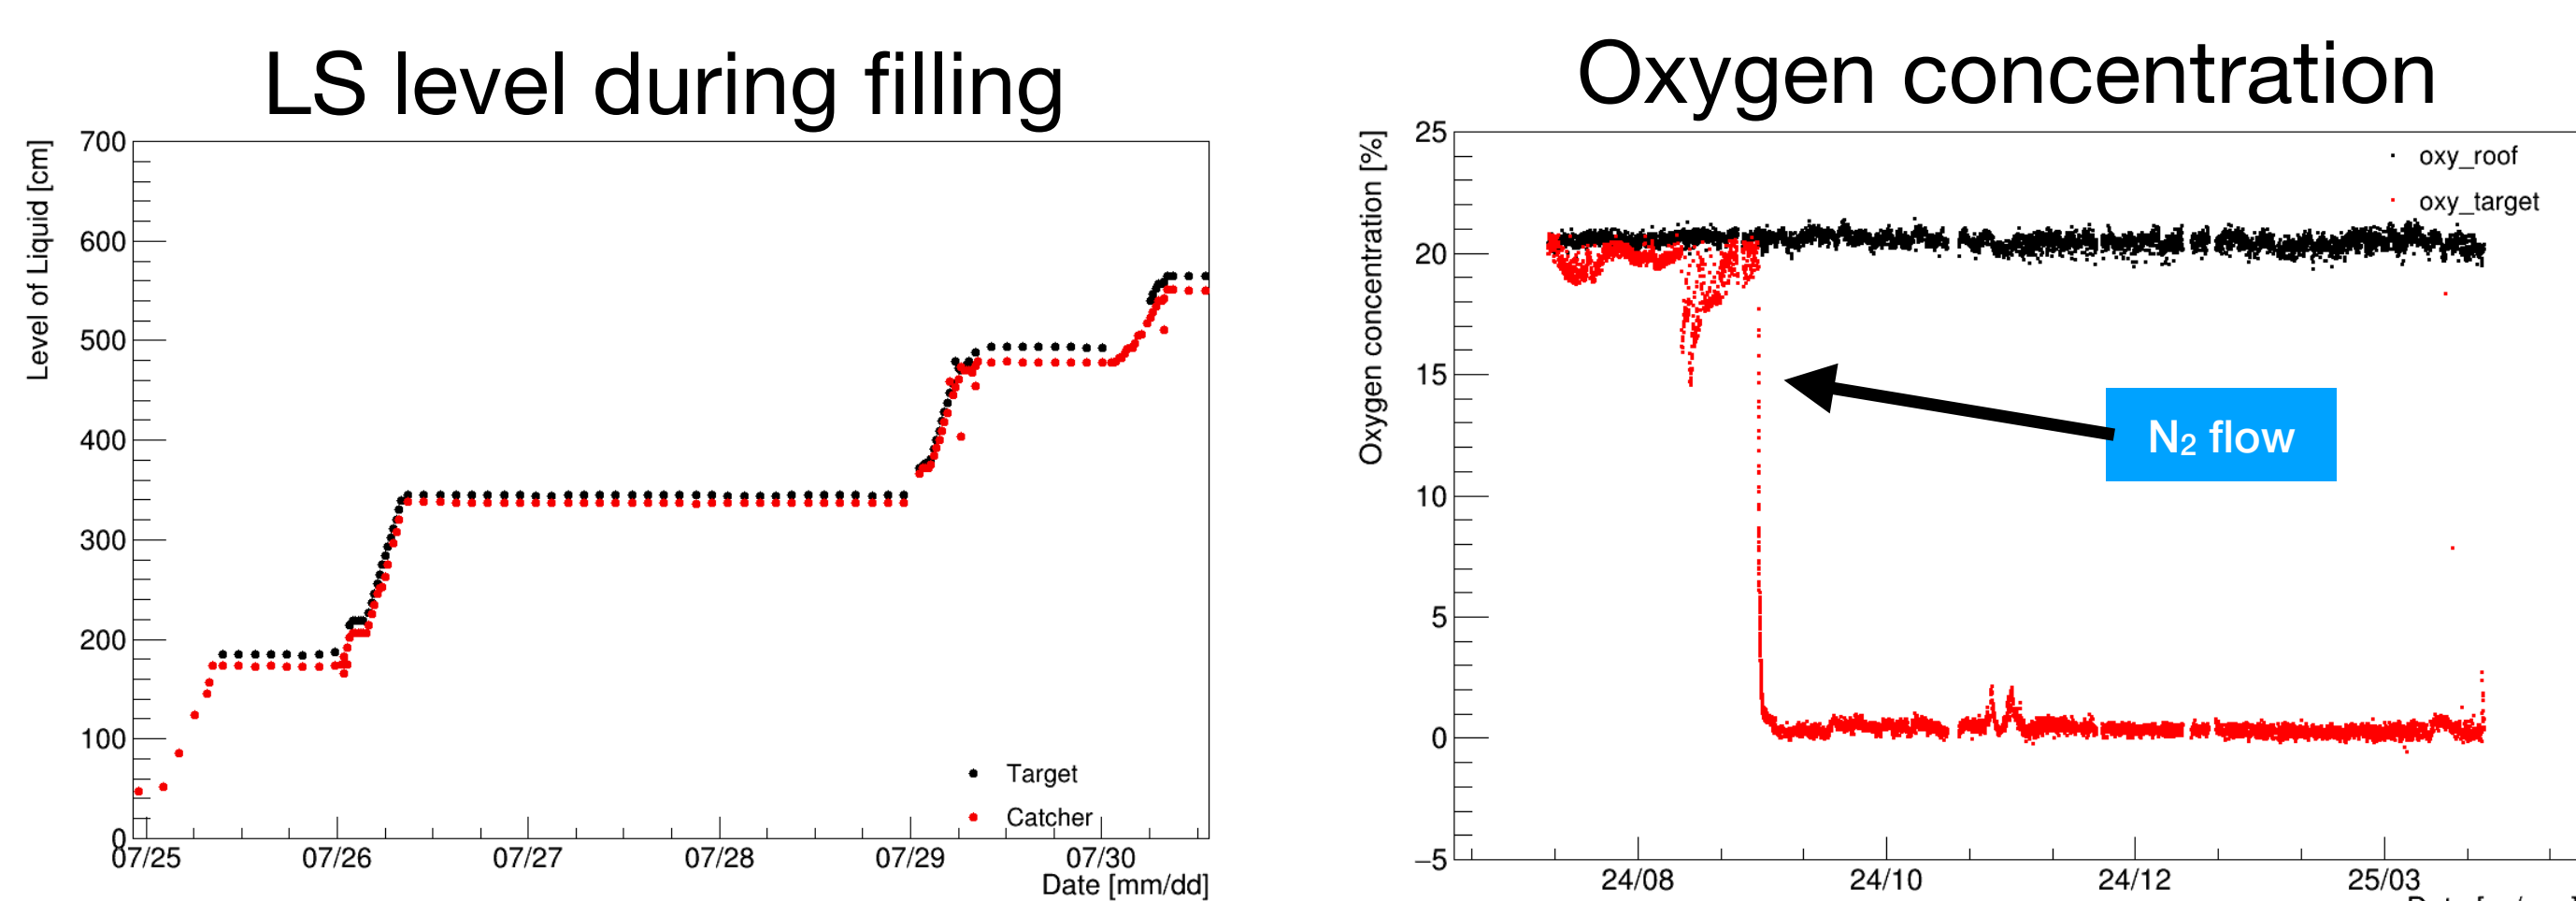 LS level during filling
Level of Liquid [cm]
700
600
500
400
300
200
100
0
Target
Catcher
07/25 07/26 07/27 07/28 07/29 07/30
Date [mm/dd]
Oxygen concentration
Oxygen concentration [%]
25
20
15
10
5
0
−5
oxy_roof
oxy_target
N₂ flow
24/08 24/10 24/12 25/03